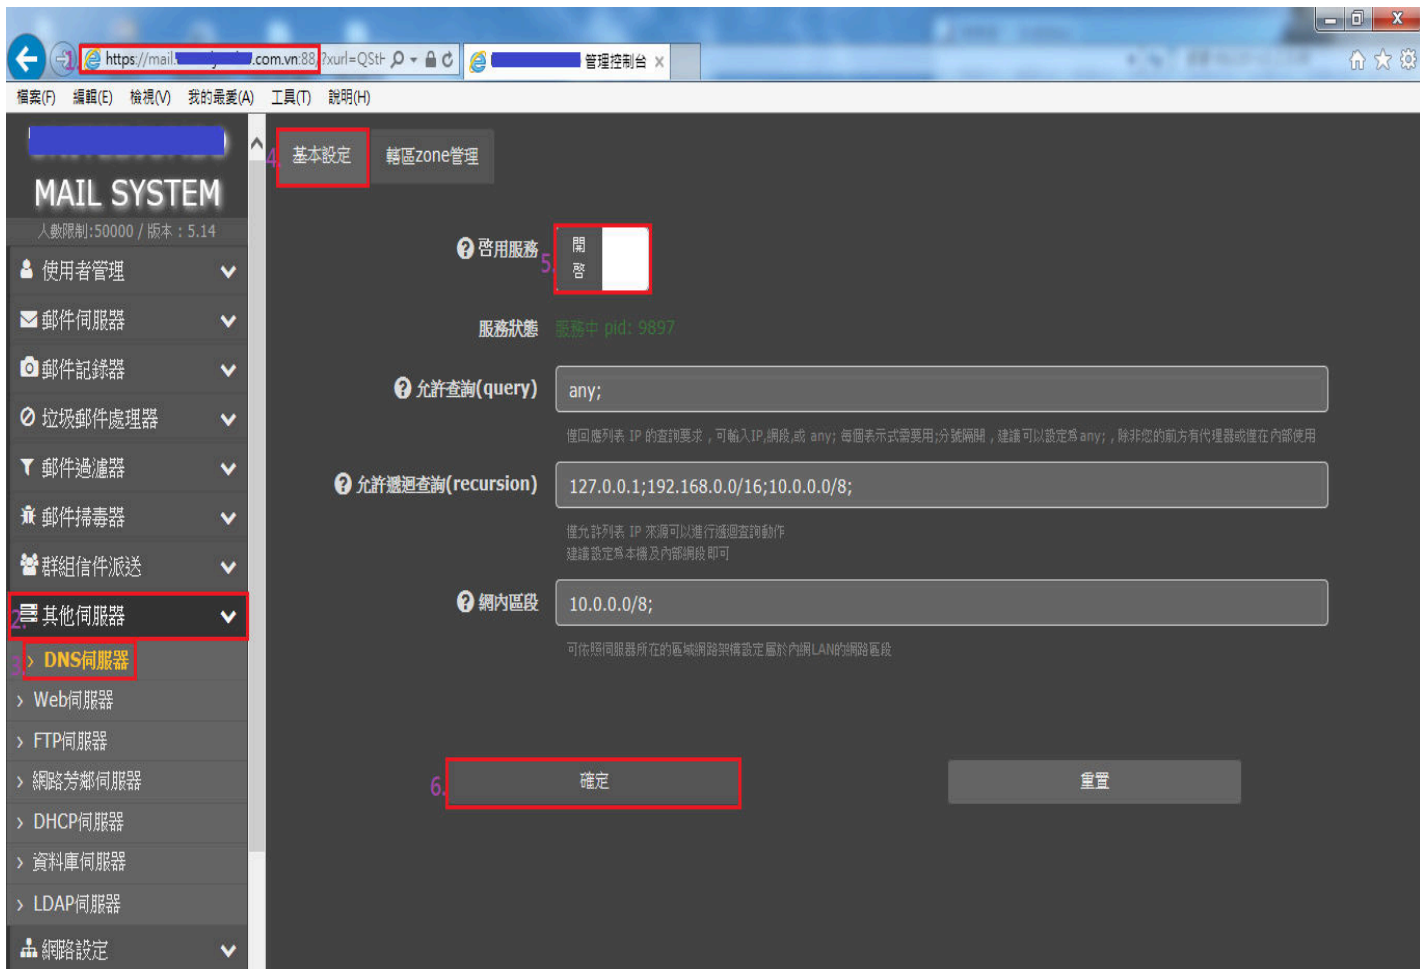 1. https://mail. .com.vn:88/?xurl=QStH
管理控制台 ×
檔案(F) 編輯(E) 檢視(V) 我的最愛(A) 工具(T) 說明(H)
MAIL SYSTEM
人數限制:50000 / 版本 : 5.14
使用者管理
郵件伺服器
郵件記錄器
垃圾郵件處理器
郵件過濾器
郵件掃毒器
群組信件派送
2. 其他伺服器
3. > DNS伺服器
> Web伺服器
> FTP伺服器
> 網路芳鄰伺服器
> DHCP伺服器
> 資料庫伺服器
> LDAP伺服器
網路設定
4. 基本設定 轄區zone管理
啓用服務 5. 開啓
服務狀態 服務中 pid: 9897
允許查詢(query) any;
僅回應列表 IP 的查詢要求，可輸入IP,網段,或 any; 每個表示式需要用;分號隔開，建議可以設定爲any;，除非您的前方有代理器或僅在內部使用
允許遞迴查詢(recursion) 127.0.0.1;192.168.0.0/16;10.0.0.0/8;
僅允許列表 IP 來源可以進行遞迴查詢動作
建議設定爲本機及內部網段即可
網內區段 10.0.0.0/8;
可依照伺服器所在的區域網路架構設定屬於內網LAN的網路區段
6. 確定 重置